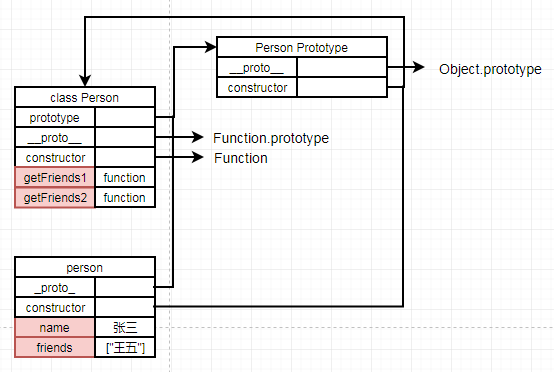 Person Prototype
__proto__
constructor
Object.prototype
class Person
prototype
__proto__
constructor
getFriends1 function
getFriends2 function
Function.prototype
Function
person
_proto_
constructor
name 张三
friends ["王五"]